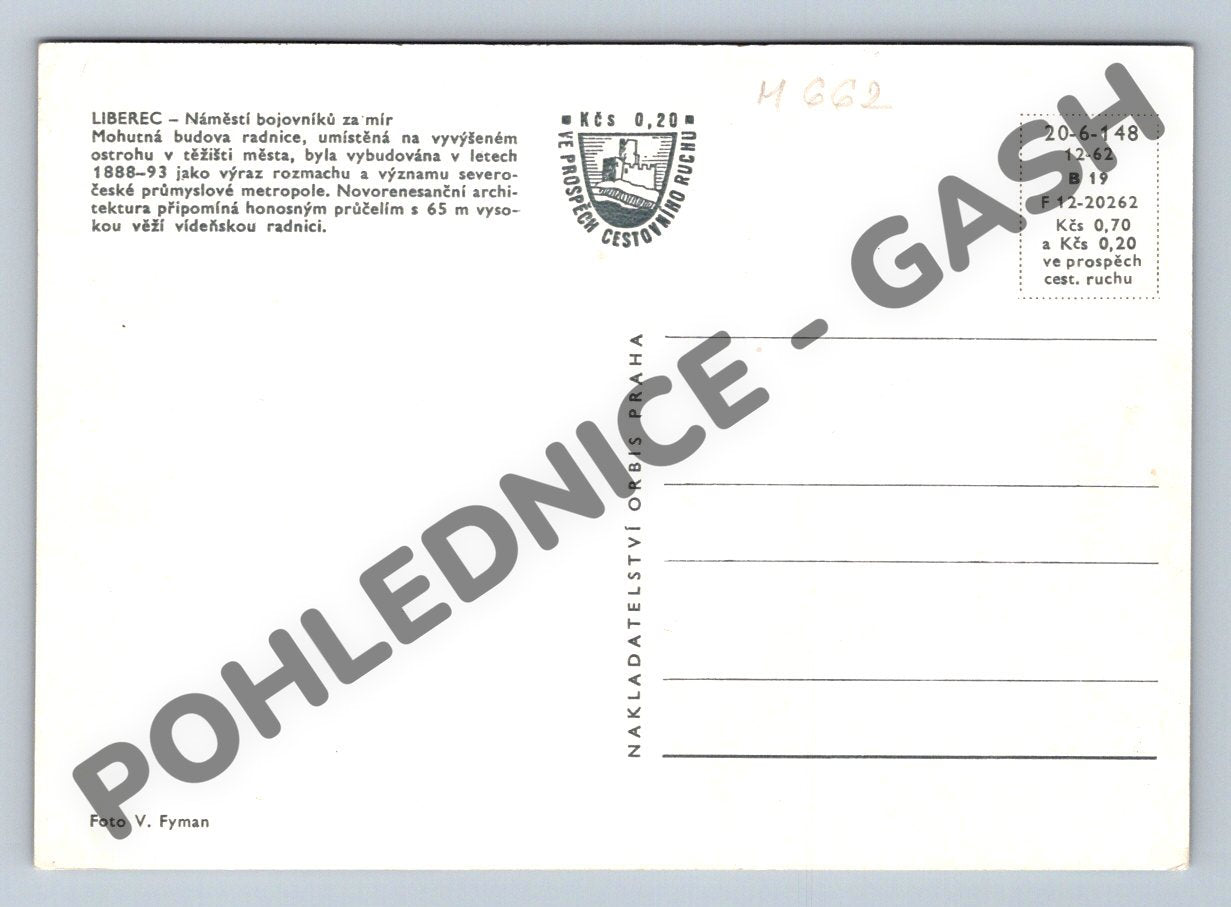 LIBEREC – Náměstí bojovníků za mír
Mohutná budova radnice, umístěná na vyvýšeném
ostrohu v těžišti města, byla vybudována v letech
1888–93 jako výraz rozmachu a významu severo-
české průmyslové metropole. Novorenesanční archi-
tektura připomíná honosným průčelím s 65 m vyso-
kou věží vídeňskou radnici.
Kčs 0,20
VE PROSPĚCH CESTOVNÍHO RUCHU
M 662
20-6-148
12-62
B 19
F 12-20262
Kčs 0,70
a Kčs 0,20
ve prospěch
cest. ruchu
NAKLADATELSTVÍ ORBIS PRAHA
POHLEDNICE - GASH
Foto V. Fyman